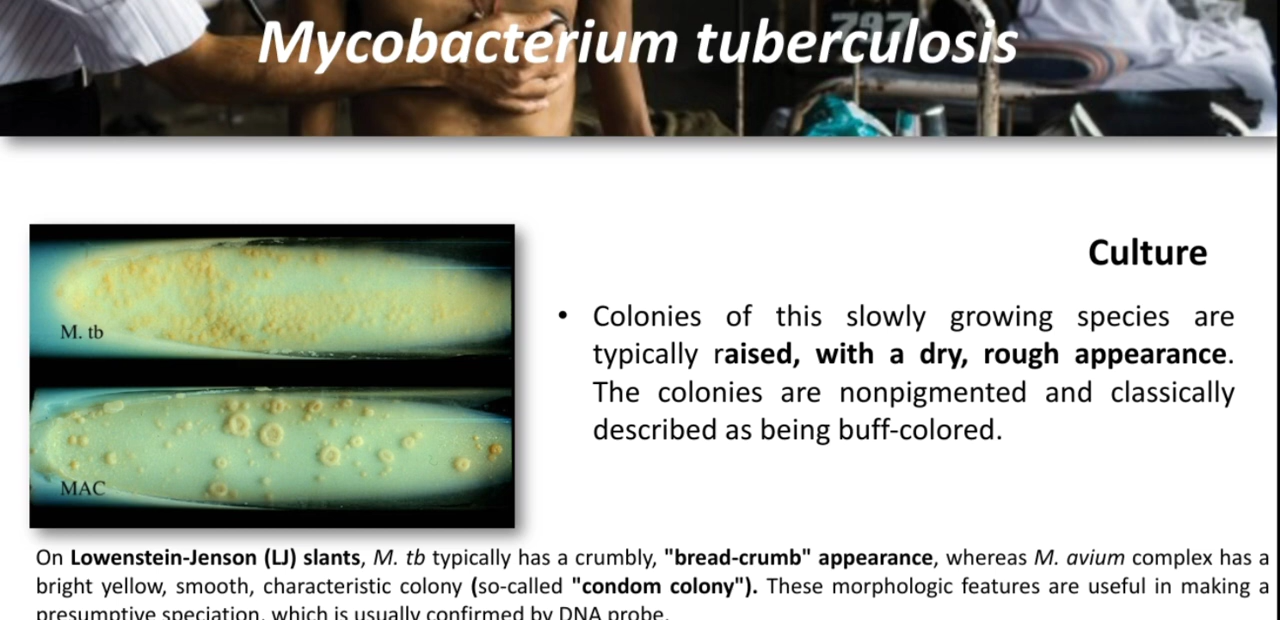 Mycobacterium tuberculosis
797
M. tb
MAC
Culture
• Colonies of this slowly growing species are
typically raised, with a dry, rough appearance.
The colonies are nonpigmented and classically
described as being buff-colored.
On Lowenstein-Jenson (LJ) slants, M. tb typically has a crumbly, "bread-crumb" appearance, whereas M. avium complex has a
bright yellow, smooth, characteristic colony (so-called "condom colony"). These morphologic features are useful in making a
presumptive speciation, which is usually confirmed by DNA probe.